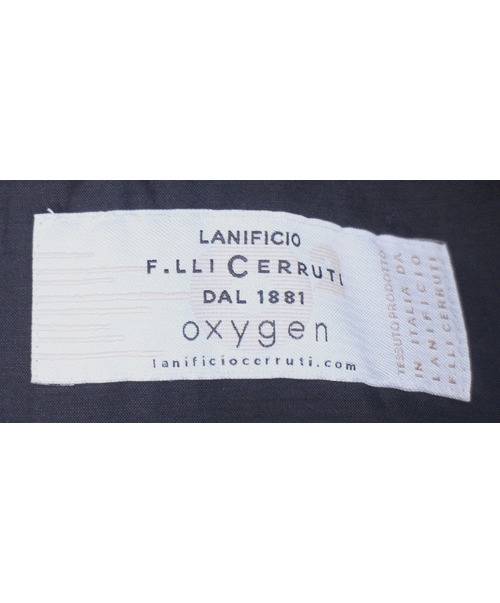 LANIFICIO
F.LLI CERRUTI
DAL 1881
oxygen
lanificiocerruti.com
TESSUTO PRODOTTO
IN ITALIA DA
LANIFICIO
F.LLI CERRUTI